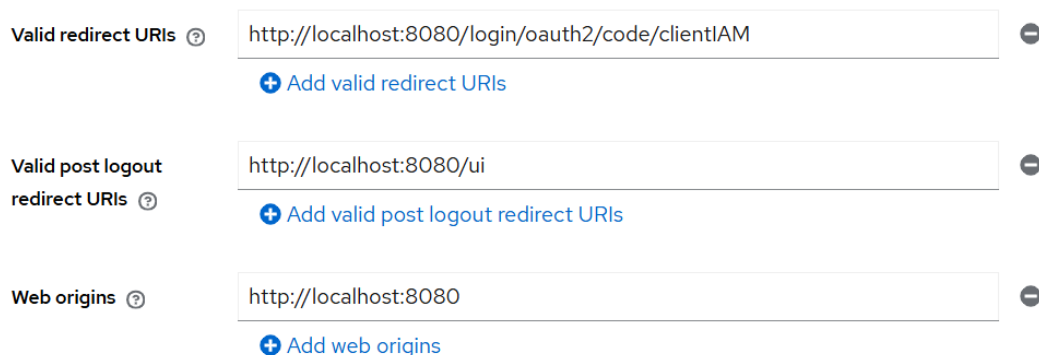 Valid redirect URIs
http://localhost:8080/login/oauth2/code/clientIAM
Add valid redirect URIs
Valid post logout
redirect URIs
http://localhost:8080/ui
Add valid post logout redirect URIs
Web origins
http://localhost:8080
Add web origins